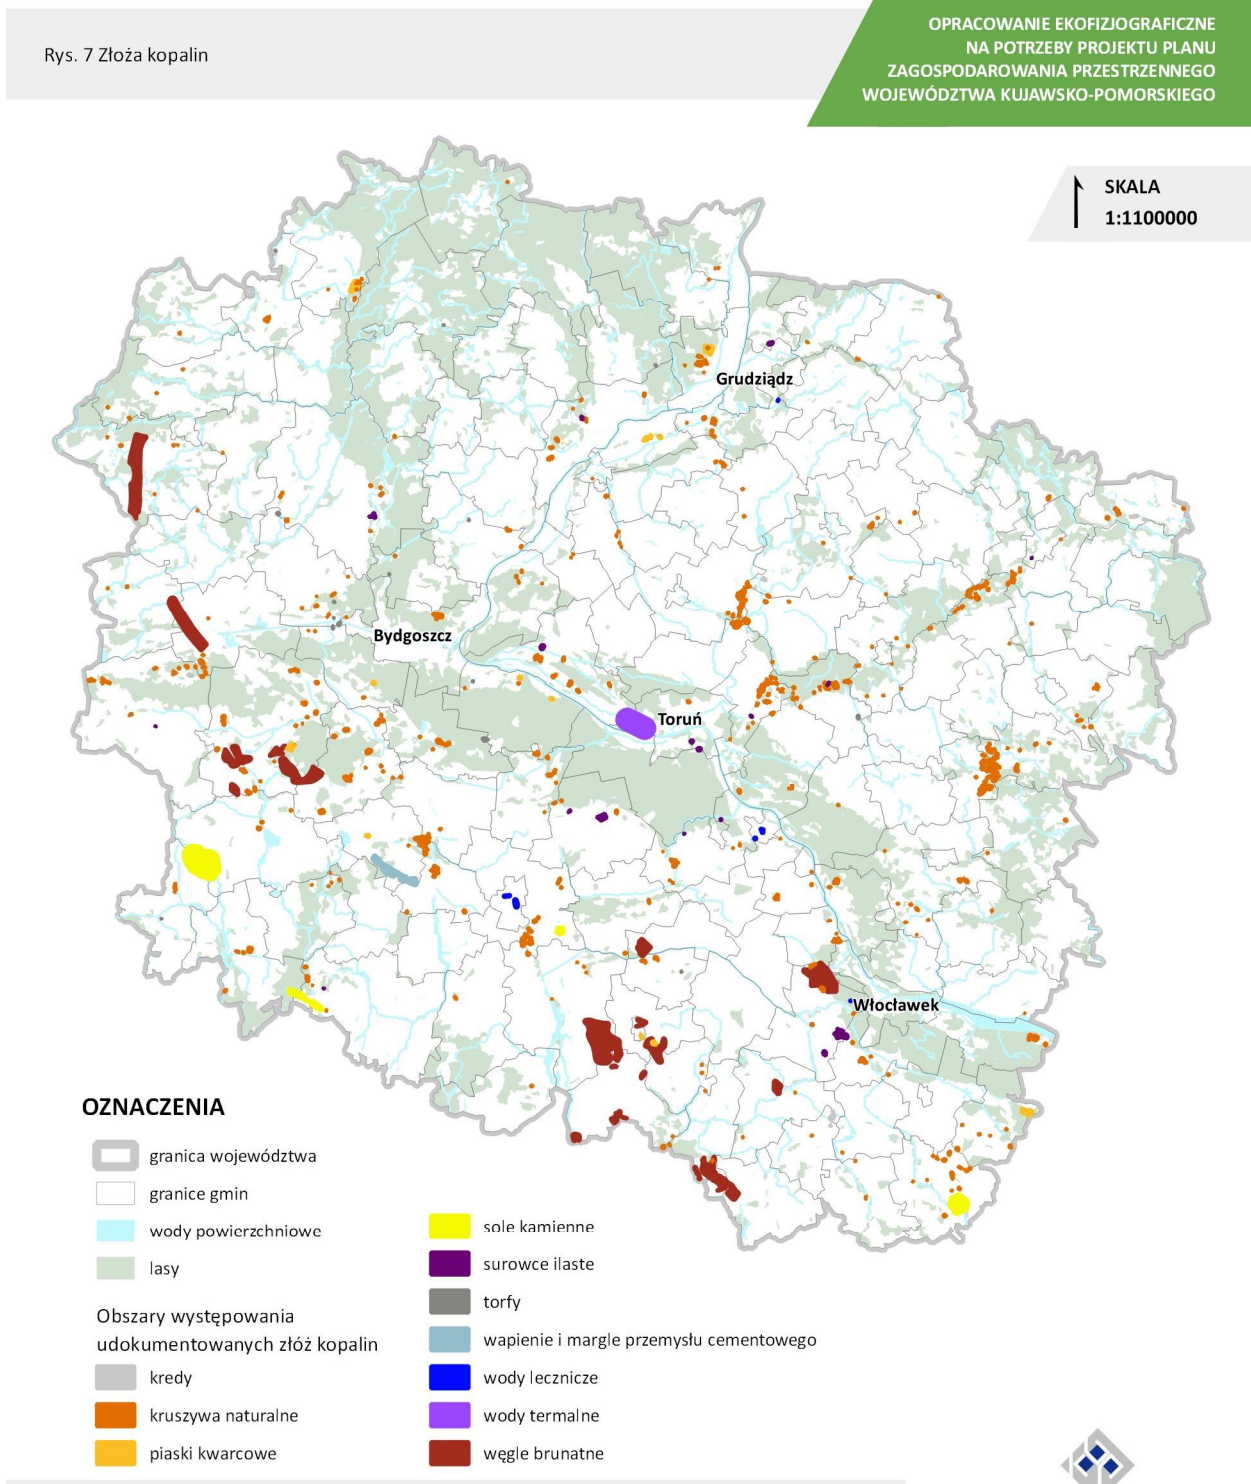 Rys. 7 Złoża kopalin
OPRACOWANIE EKOFIZJOGRAFICZNE
NA POTRZEBY PROJEKTU PLANU
ZAGOSPODAROWANIA PRZESTRZENNEGO
WOJEWÓDZTWA KUJAWSKO-POMORSKIEGO
SKALA
1:1100000
Grudziądz
Bydgoszcz
Toruń
Włocławek
OZNACZENIA
granica województwa
granice gmin
wody powierzchniowe
lasy
Obszary występowania
udokumentowanych złóż kopalin
kredy
kruszywa naturalne
piaski kwarcowe
sole kamienne
surowce ilaste
torfy
wapienie i margle przemysłu cementowego
wody lecznicze
wody termalne
węgle brunatne